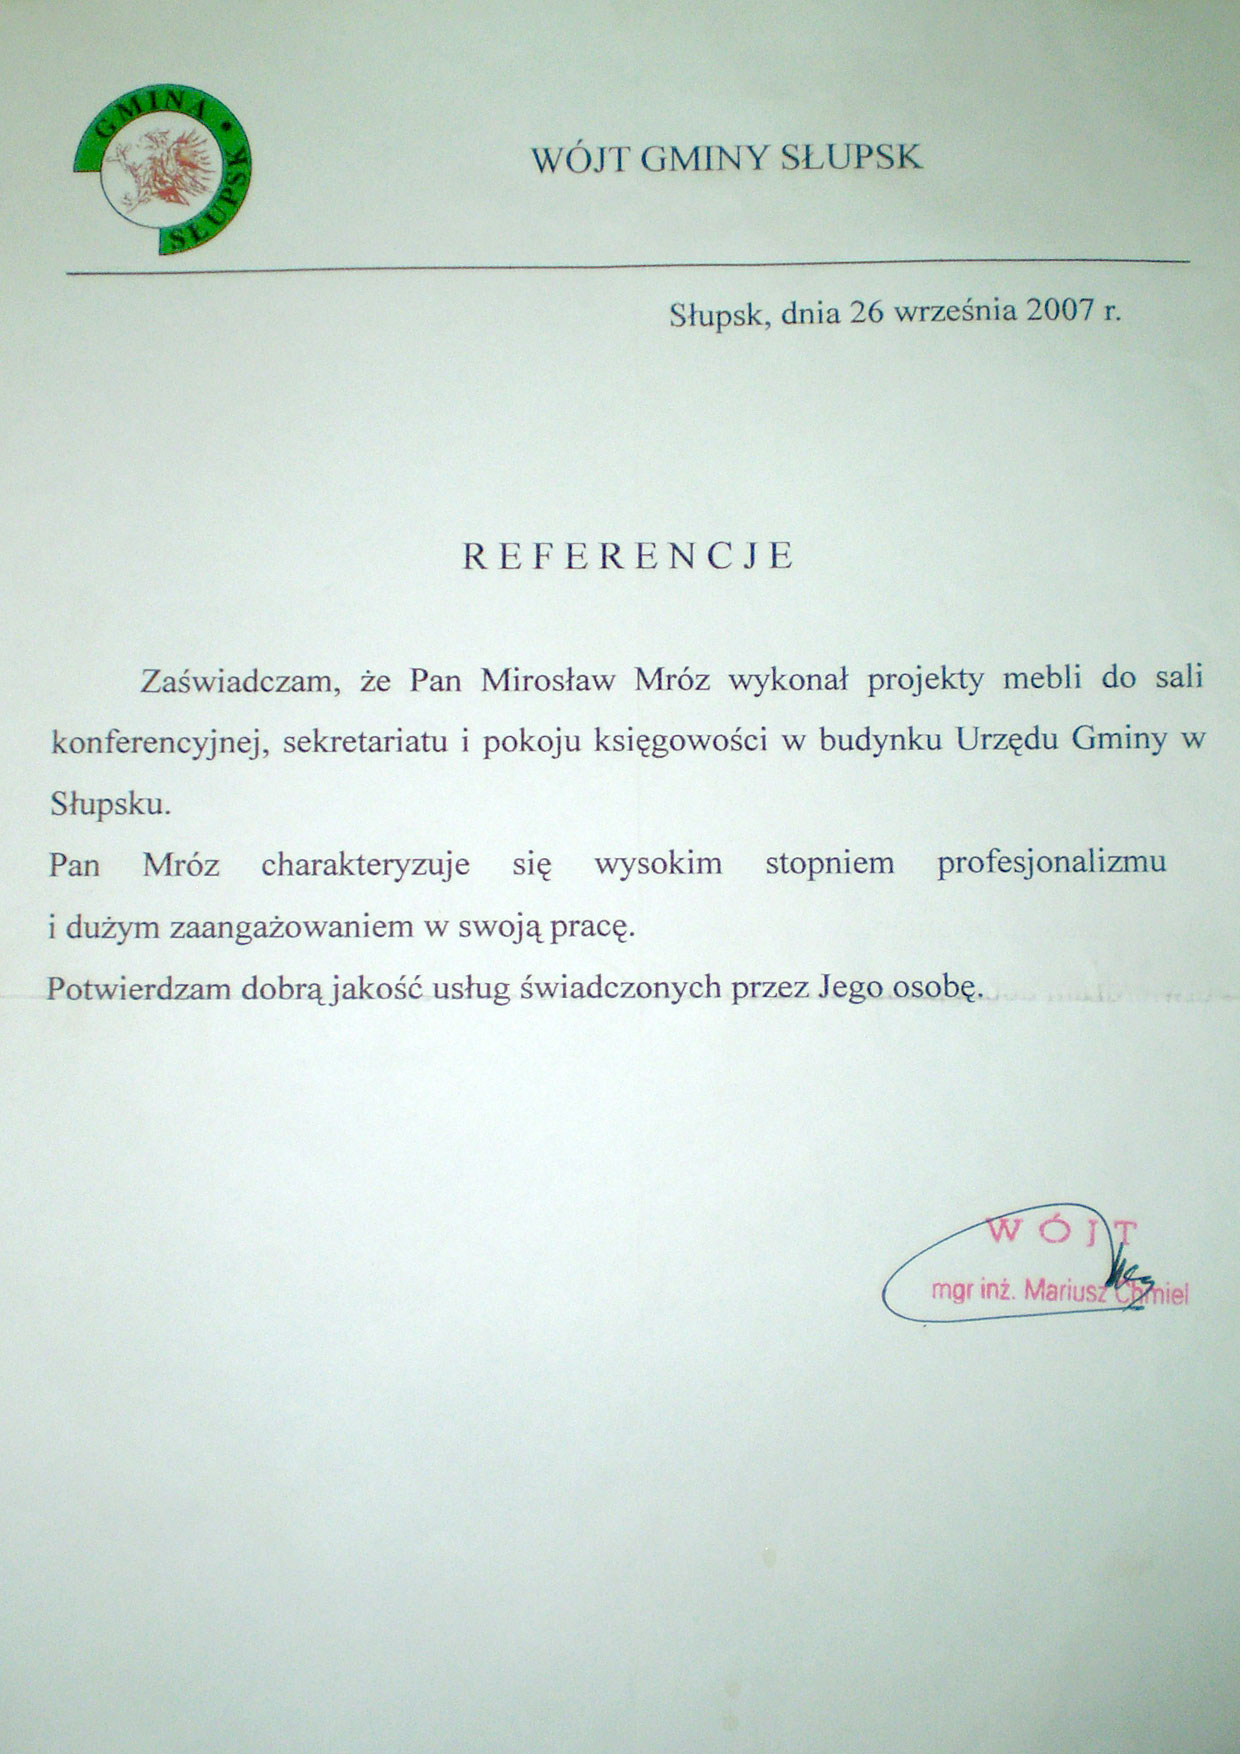 GMINA • SŁUPSK
WÓJT GMINY SŁUPSK
Słupsk, dnia 26 września 2007 r.
REFERENCJE
Zaświadczam, że Pan Mirosław Mróz wykonał projekty mebli do sali
konferencyjnej, sekretariatu i pokoju księgowości w budynku Urzędu Gminy w
Słupsku.
Pan Mróz charakteryzuje się wysokim stopniem profesjonalizmu
i dużym zaangażowaniem w swoją pracę.
Potwierdzam dobrą jakość usług świadczonych przez Jego osobę.
WÓJT
mgr inż. Mariusz Chmiel